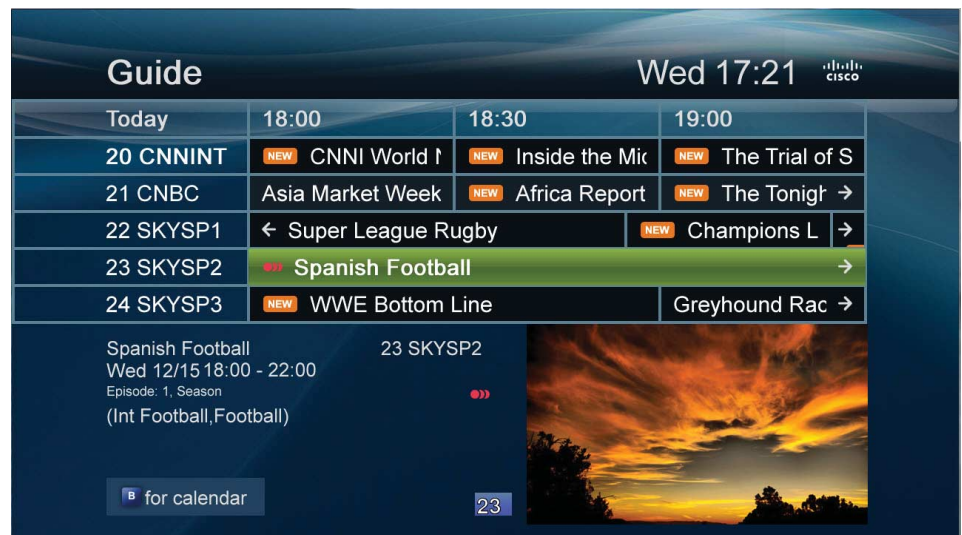 Guide Wed 17:21 cisco
Today 18:00 18:30 19:00
20 CNNINT NEW CNNI World NEW Inside the Mic NEW The Trial of S
21 CNBC Asia Market Week NEW Africa Report NEW The Tonigh →
22 SKYSP1 ← Super League Rugby NEW Champions L →
23 SKYSP2 Spanish Football →
24 SKYSP3 NEW WWE Bottom Line Greyhound Rac →
Spanish Football 23 SKYSP2
Wed 12/15 18:00 - 22:00
Episode: 1, Season
(Int Football,Football)
B for calendar 23